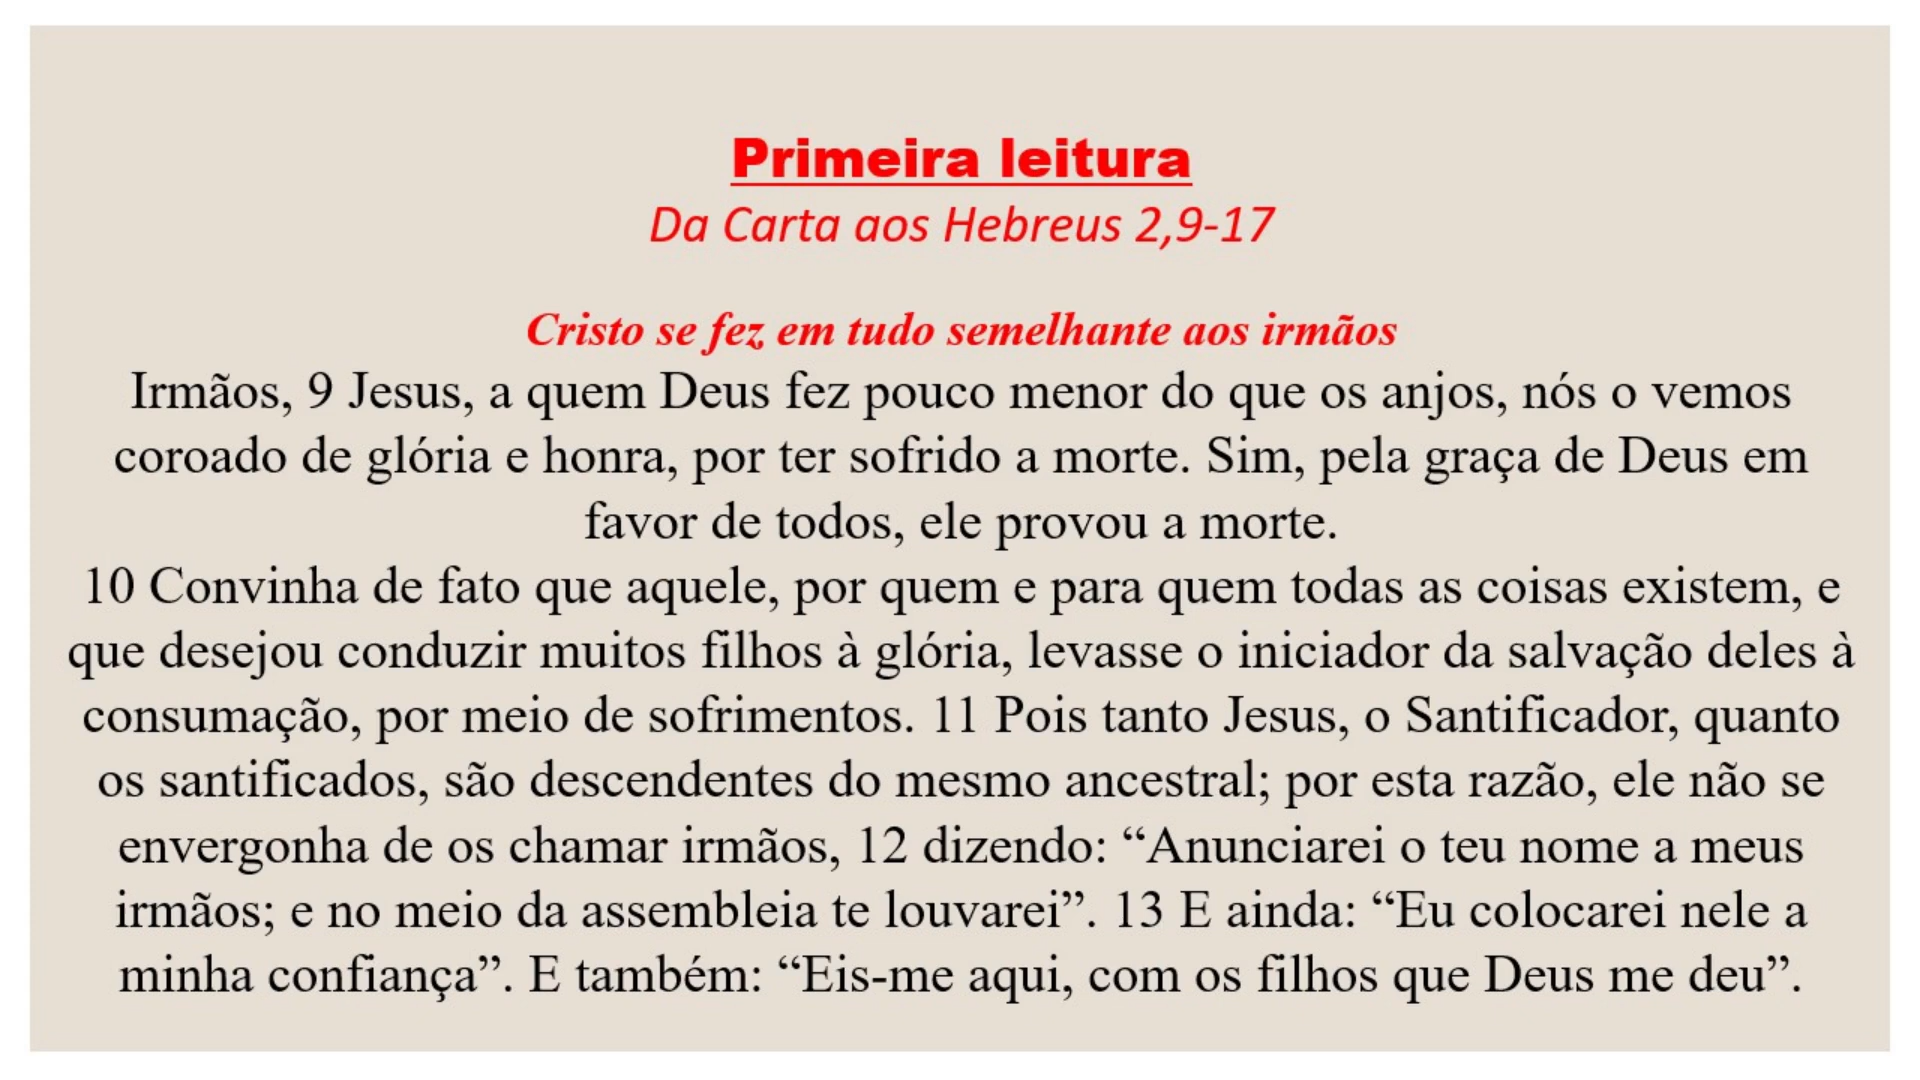 Primeira leitura
Da Carta aos Hebreus 2,9-17
Cristo se fez em tudo semelhante aos irmãos
Irmãos, 9 Jesus, a quem Deus fez pouco menor do que os anjos, nós o vemos
coroado de glória e honra, por ter sofrido a morte. Sim, pela graça de Deus em
favor de todos, ele provou a morte.
10 Convinha de fato que aquele, por quem e para quem todas as coisas existem, e
que desejou conduzir muitos filhos à glória, levasse o iniciador da salvação deles à
consumação, por meio de sofrimentos. 11 Pois tanto Jesus, o Santificador, quanto
os santificados, são descendentes do mesmo ancestral; por esta razão, ele não se
envergonha de os chamar irmãos, 12 dizendo: “Anunciarei o teu nome a meus
irmãos; e no meio da assembleia te louvarei”. 13 E ainda: “Eu colocarei nele a
minha confiança”. E também: “Eis-me aqui, com os filhos que Deus me deu”.